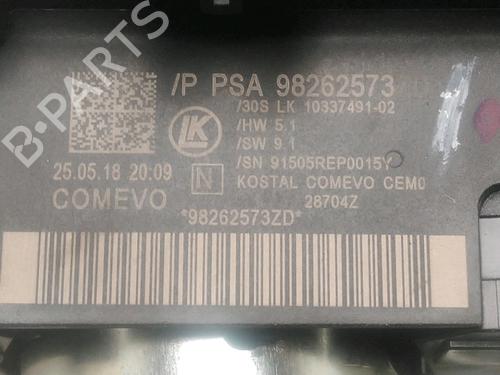 /P PSA 98262573
/30S LK 10337491-02
/HW 5.1
/SW 9.1
/SN 91505REP0015Y
KOSTAL COMEVO CEM0
28704Z
LK
N
25.05.18 20:09
COMEVO
*98262573ZD*
B-PARTS